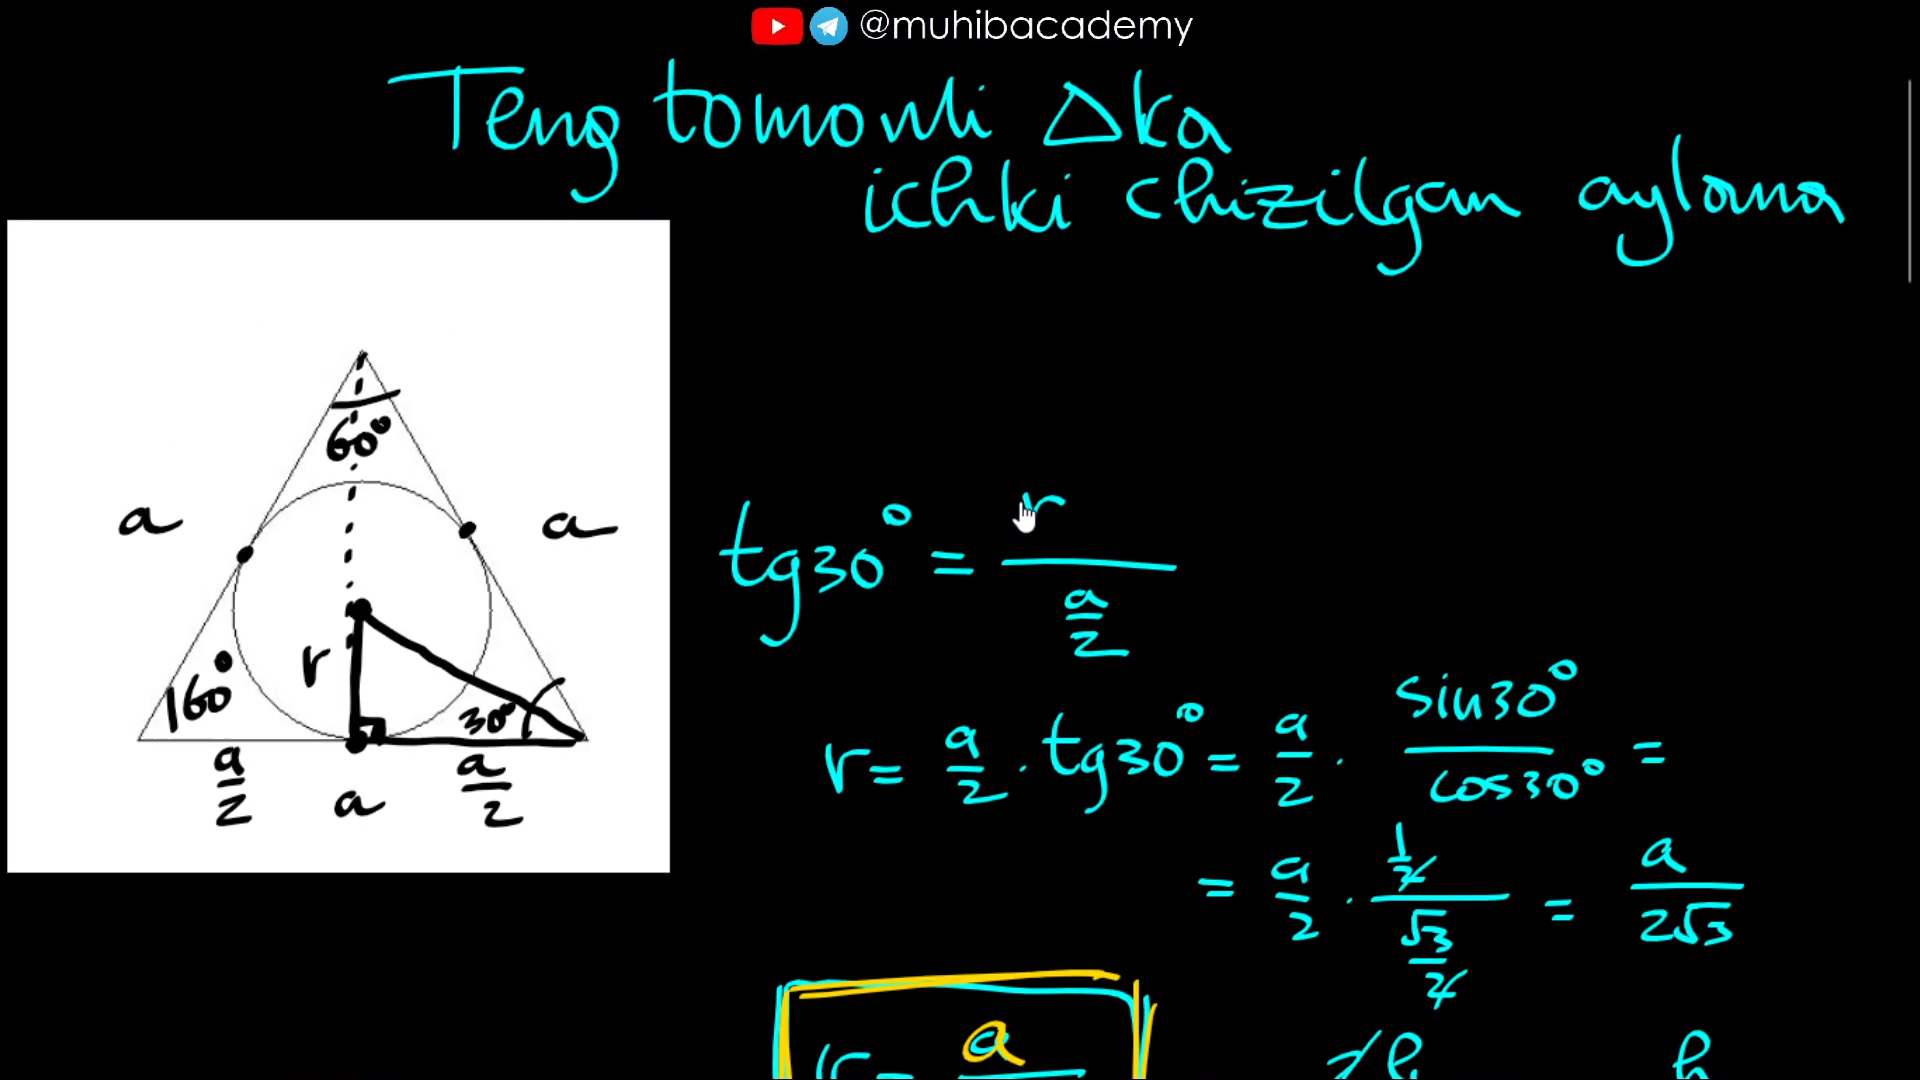 @muhibacademy
Teng tomonli Δka
ichki chizilgan aylana
60°
a
a
r
60°
30°
a/2
a
a/2
tg30° = r/(a/2)
r = a/2 · tg30° = a/2 · sin30°/cos30° =
= a/2 · (1/2)/(√3/2) = a/(2√3)
r = a
h